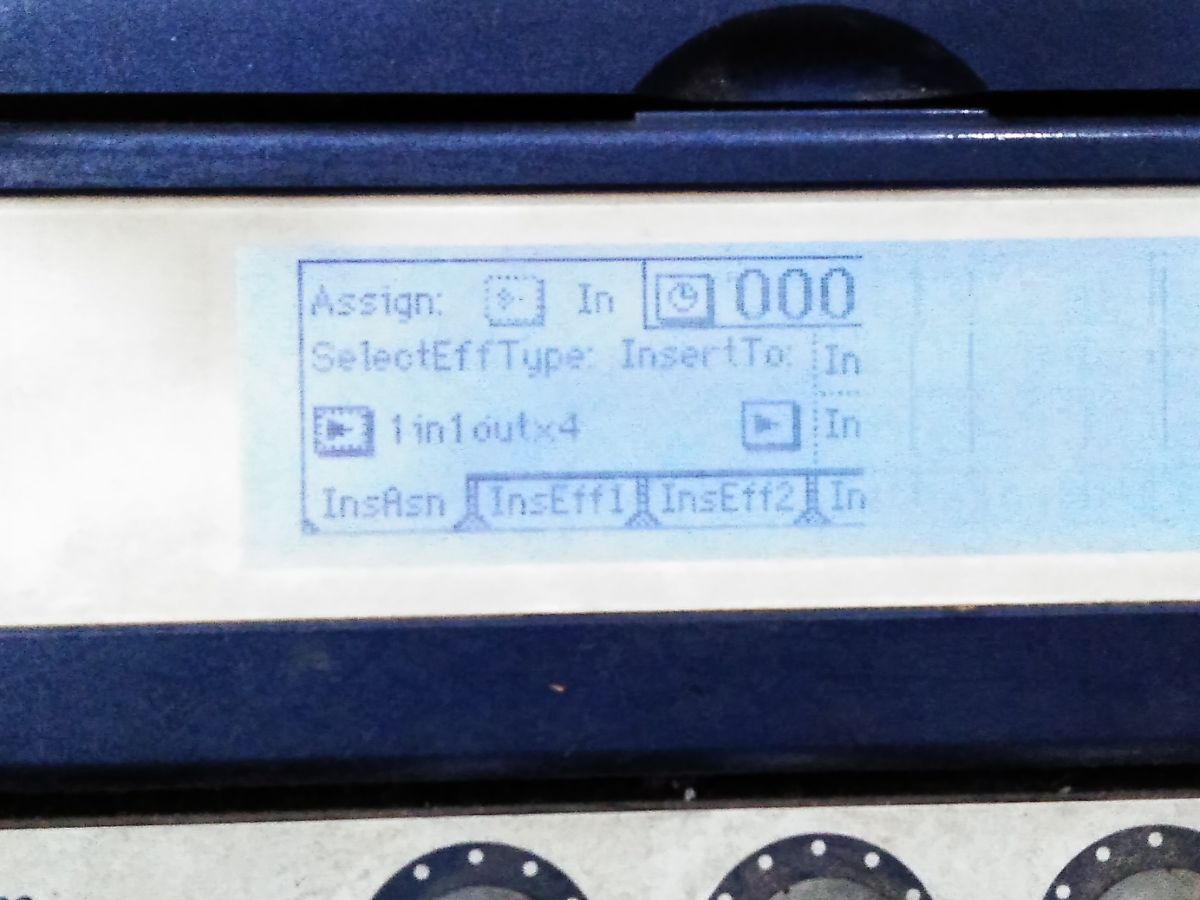 Assign: In 000
SelectEffType: InsertTo: In
1in1outx4 In
InsAsn InsEff1 InsEff2 In